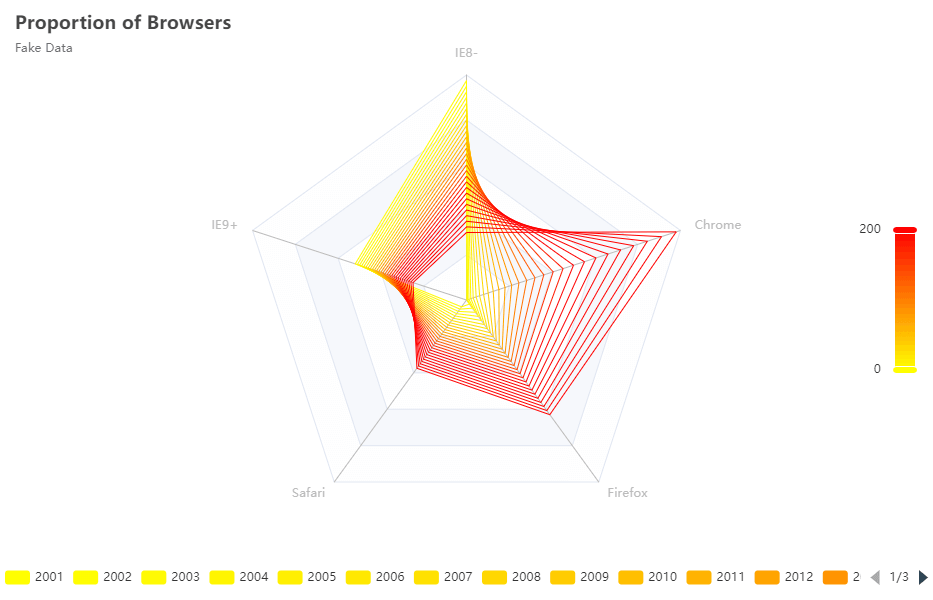 Proportion of Browsers
Fake Data
IE8-
IE9+
Chrome
Safari
Firefox
200
0
2001 2002 2003 2004 2005 2006 2007 2008 2009 2010 2011 2012 2 1/3